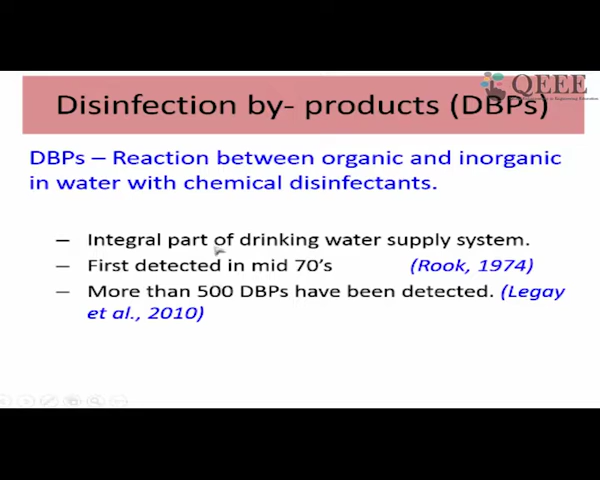 QEEE
Disinfection by- products (DBPs)
DBPs – Reaction between organic and inorganic
in water with chemical disinfectants.
– Integral part of drinking water supply system.
– First detected in mid 70's (Rook, 1974)
– More than 500 DBPs have been detected. (Legay
et al., 2010)